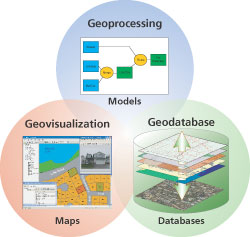 Geoprocessing
Models
Geovisualization
Geodatabase
Maps
Databases